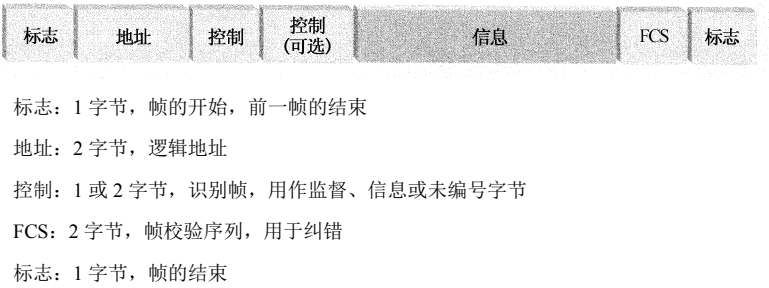 标志 地址 控制 控制(可选) 信息 FCS 标志
标志：1 字节，帧的开始，前一帧的结束
地址：2 字节，逻辑地址
控制：1 或 2 字节，识别帧，用作监督、信息或未编号字节
FCS：2 字节，帧校验序列，用于纠错
标志：1 字节，帧的结束